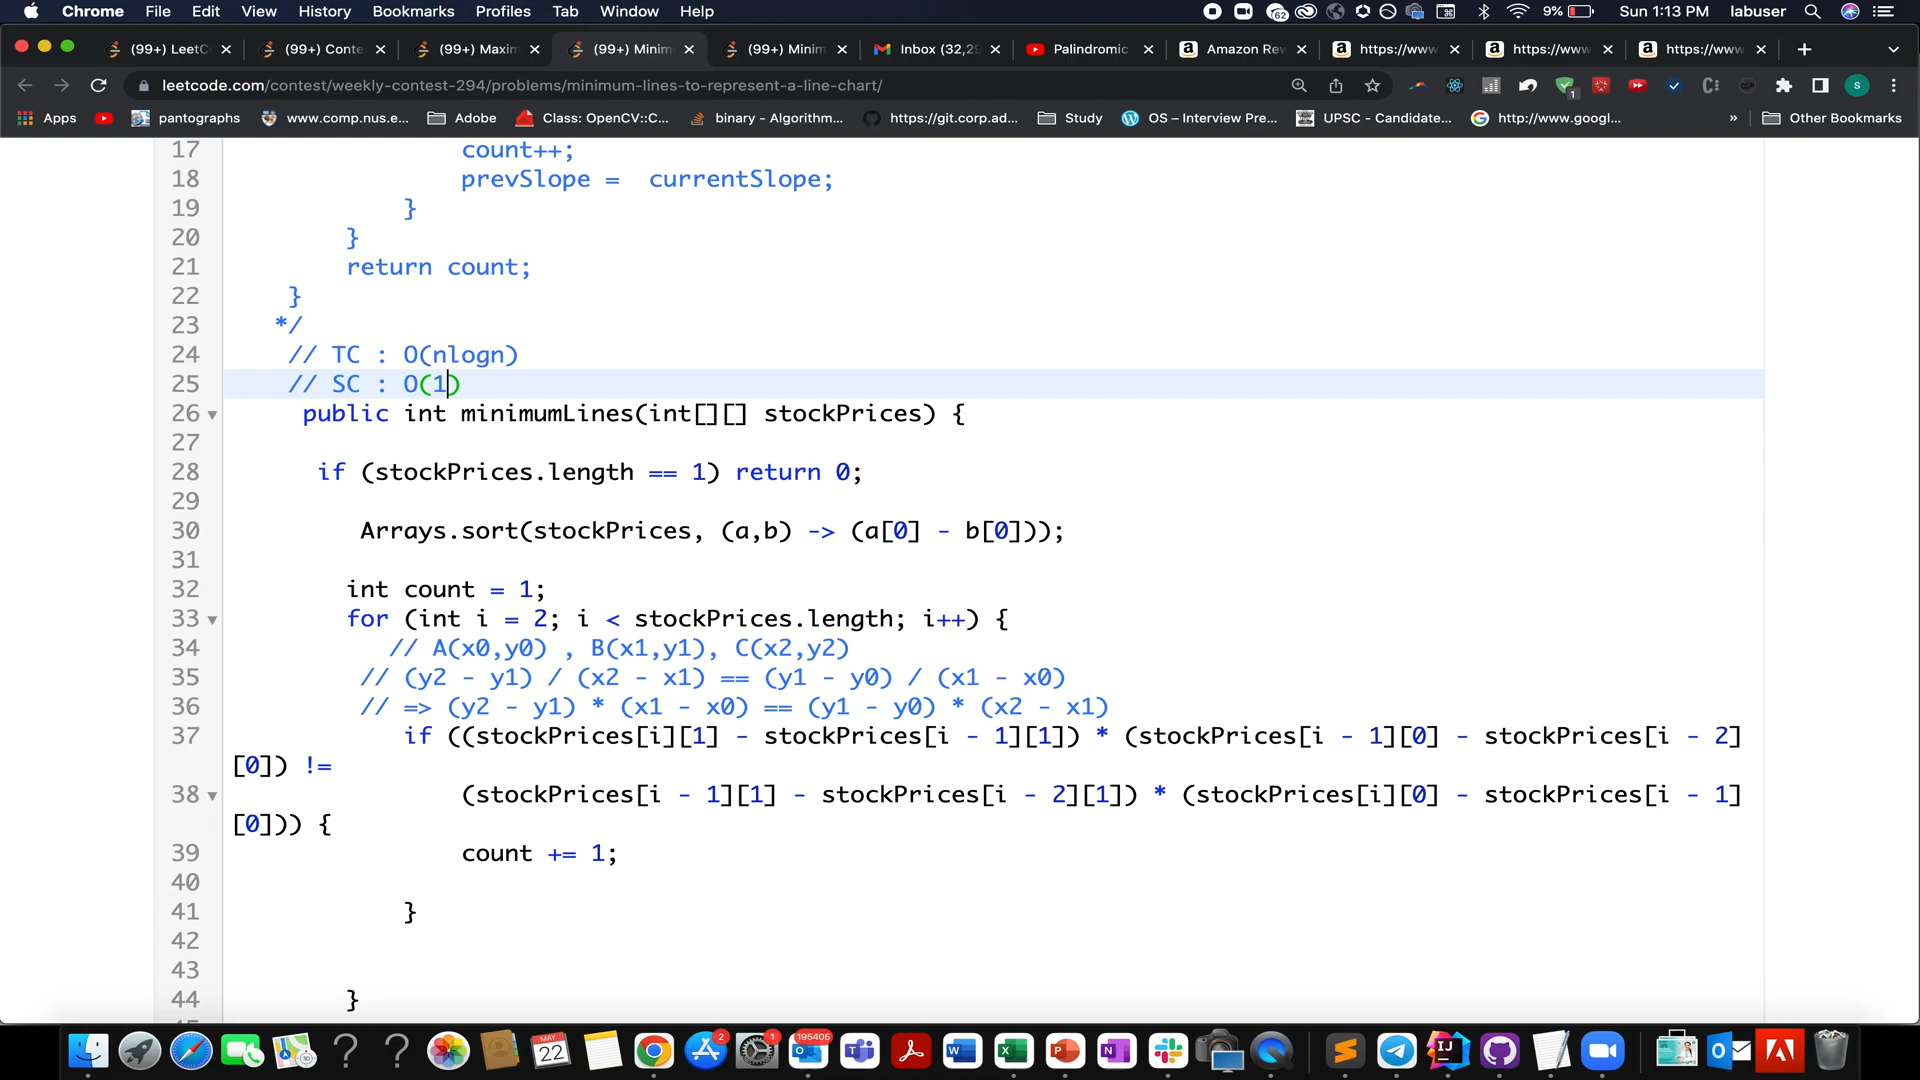 Chrome File Edit View History Bookmarks Profiles Tab Window Help 62 9% Sun 1:13 PM labuser
(99+) LeetC (99+) Conte (99+) Maxim (99+) Minim (99+) Minim Inbox (32,29 Palindromic Amazon Rew https://www https://www https://www
leetcode.com/contest/weekly-contest-294/problems/minimum-lines-to-represent-a-line-chart/ 1 S
Apps pantographs www.comp.nus.e... Adobe Class: OpenCV::C... binary - Algorithm... https://git.corp.ad... Study OS – Interview Pre... UPSC - Candidate... http://www.googl... » Other Bookmarks
17 count++;
18 prevSlope = currentSlope;
19 }
20 }
21 return count;
22 }
23 */
24 // TC : O(nlogn)
25 // SC : O(1)
26 public int minimumLines(int[][] stockPrices) {
27
28 if (stockPrices.length == 1) return 0;
29
30 Arrays.sort(stockPrices, (a,b) -> (a[0] - b[0]));
31
32 int count = 1;
33 for (int i = 2; i < stockPrices.length; i++) {
34 // A(x0,y0) , B(x1,y1), C(x2,y2)
35 // (y2 - y1) / (x2 - x1) == (y1 - y0) / (x1 - x0)
36 // => (y2 - y1) * (x1 - x0) == (y1 - y0) * (x2 - x1)
37 if ((stockPrices[i][1] - stockPrices[i - 1][1]) * (stockPrices[i - 1][0] - stockPrices[i - 2]
[0]) !=
38 (stockPrices[i - 1][1] - stockPrices[i - 2][1]) * (stockPrices[i][0] - stockPrices[i - 1]
[0])) {
39 count += 1;
40
41 }
42
43
44 }
MAY 22 2 1 195405